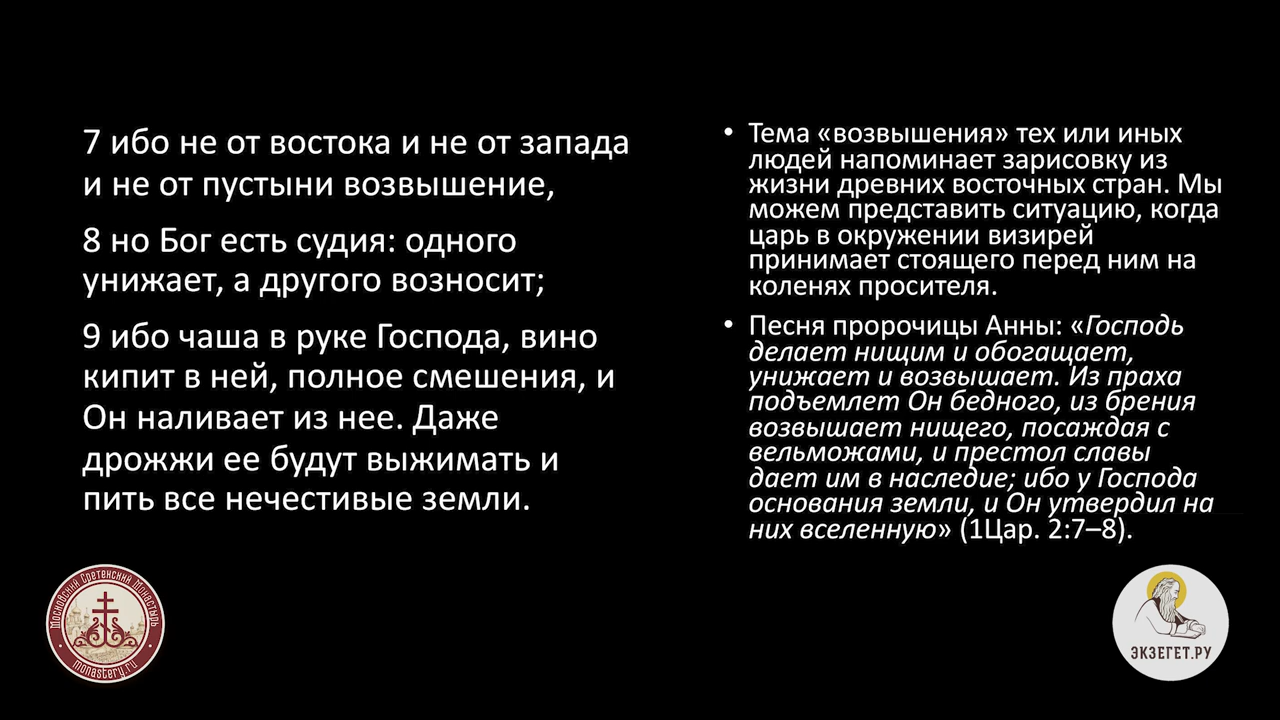 7 ибо не от востока и не от запада
и не от пустыни возвышение,
8 но Бог есть судия: одного
унижает, а другого возносит;
9 ибо чаша в руке Господа, вино
кипит в ней, полное смешения, и
Он наливает из нее. Даже
дрожжи ее будут выжимать и
пить все нечестивые земли.
• Тема «возвышения» тех или иных
людей напоминает зарисовку из
жизни древних восточных стран. Мы
можем представить ситуацию, когда
царь в окружении визирей
принимает стоящего перед ним на
коленях просителя.
• Песня пророчицы Анны: «Господь
делает нищим и обогащает,
унижает и возвышает. Из праха
подъемлет Он бедного, из брения
возвышает нищего, посаждая с
вельможами, и престол славы
дает им в наследие; ибо у Господа
основания земли, и Он утвердил на
них вселенную» (1Цар. 2:7–8).
Московский Сретенский Монастырь
monastery.ru
ЭКЗЕГЕТ.РУ